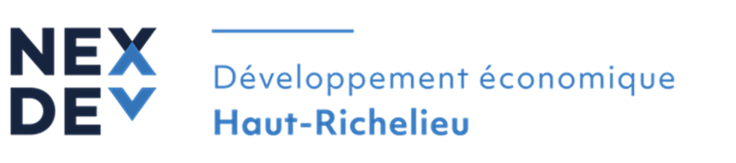 NEX
DEV
Développement économique
Haut-Richelieu